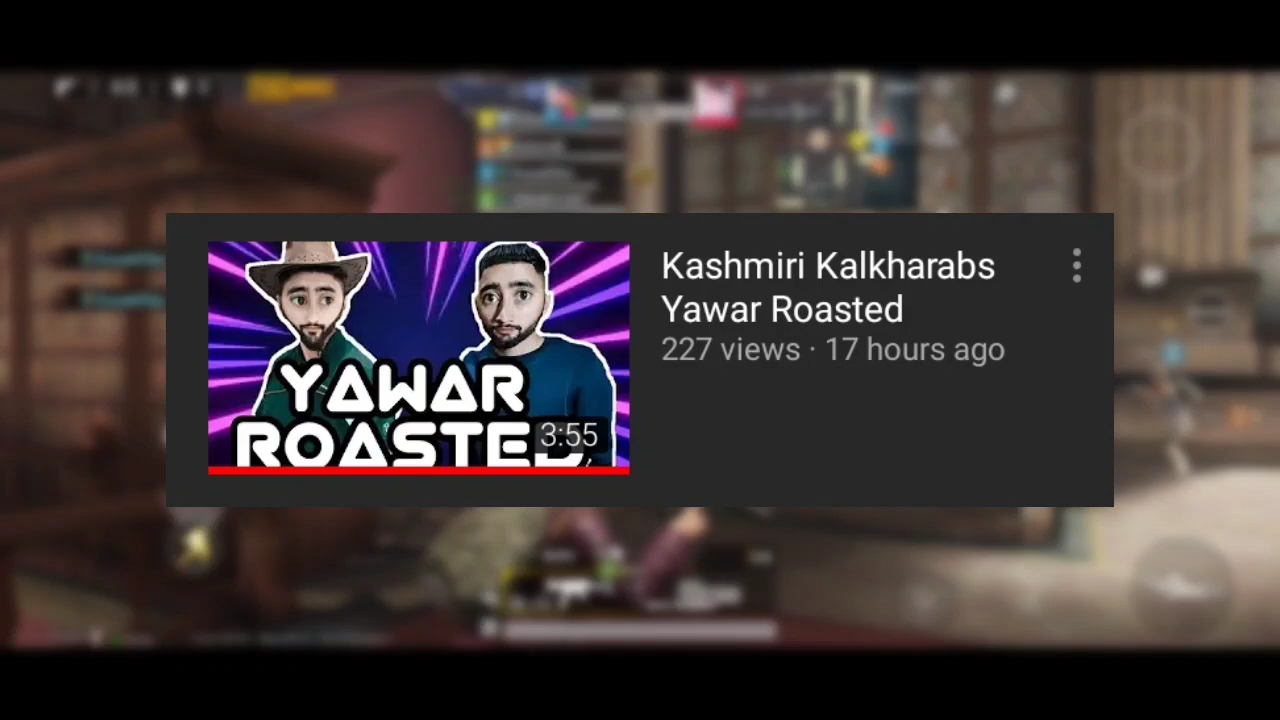 Kashmiri Kalkharabs
Yawar Roasted
227 views · 17 hours ago
YAWAR
ROASTED
3:55